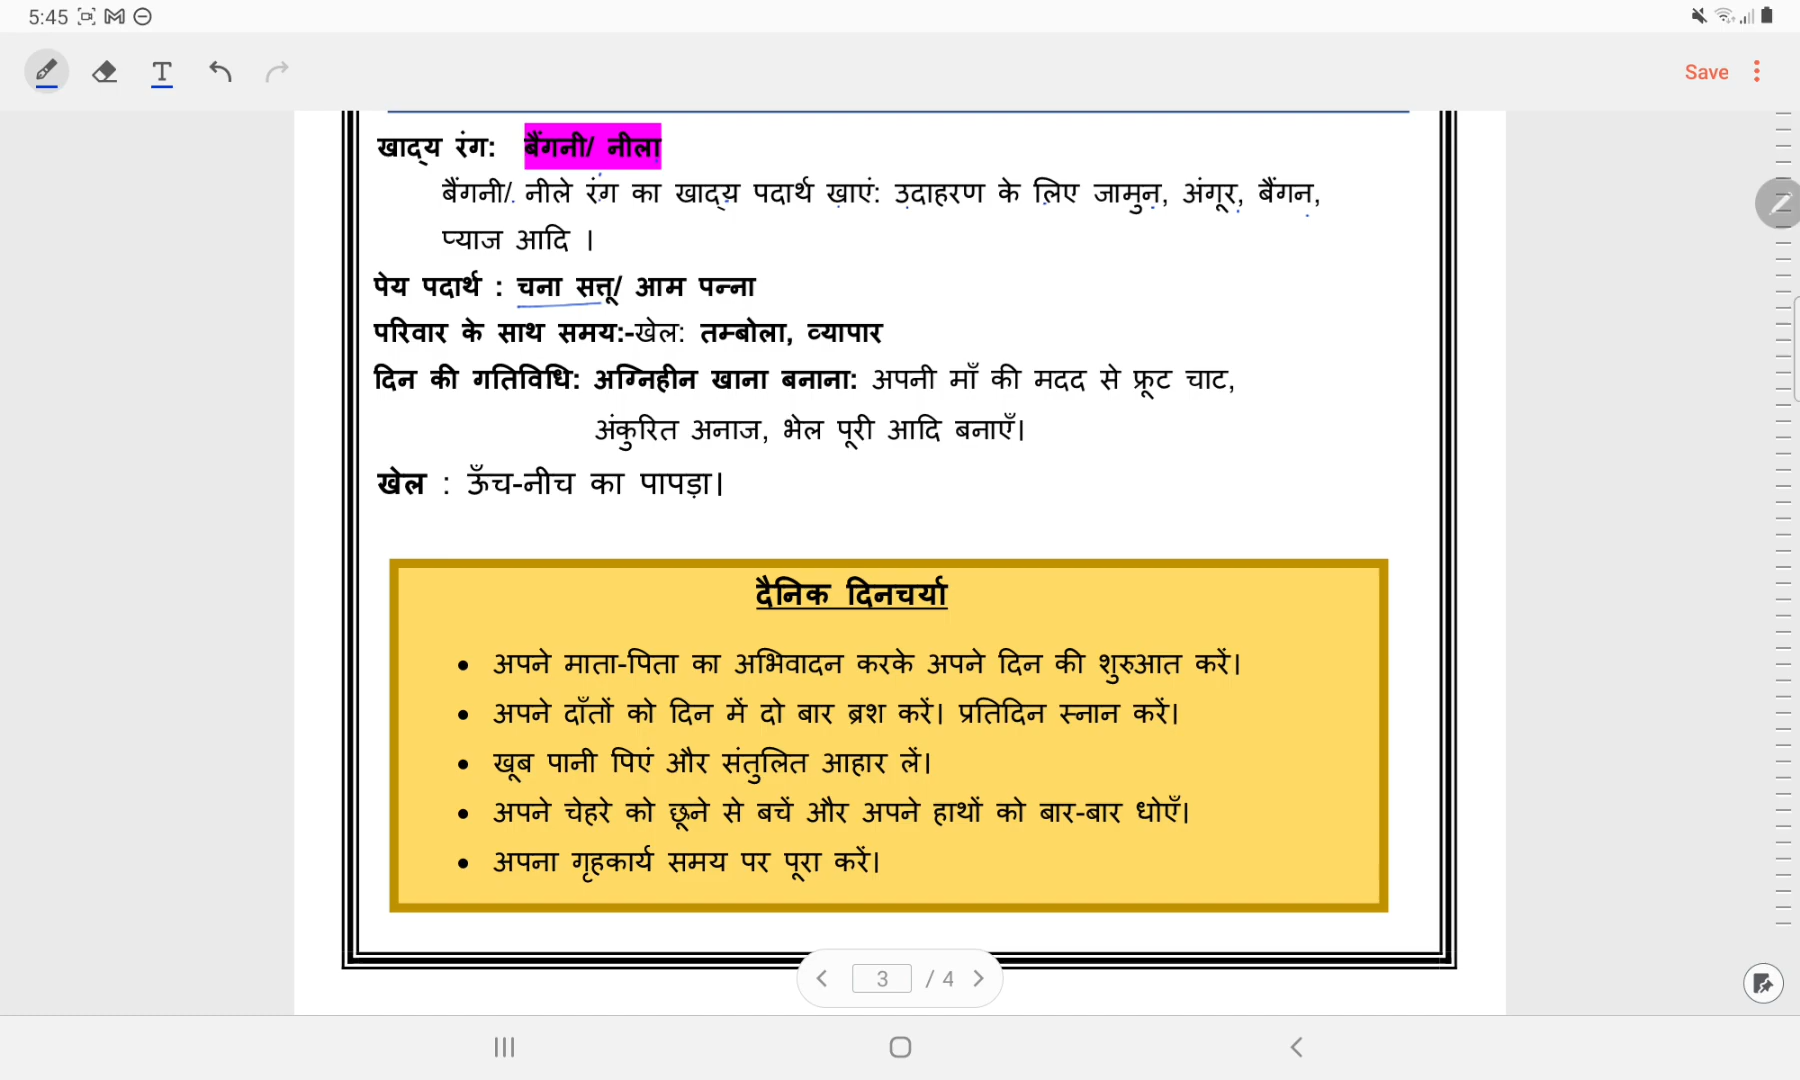 5:45
Save
खाद्य रंग: बैंगनी/ नीला
बैंगनी/ नीले रंग का खाद्य पदार्थ खाएं: उदाहरण के लिए जामुन, अंगूर, बैंगन,
प्याज आदि ।
पेय पदार्थ : चना सत्तू/ आम पन्ना
परिवार के साथ समय:-खेल: तम्बोला, व्यापार
दिन की गतिविधि: अग्निहीन खाना बनाना: अपनी माँ की मदद से फ्रूट चाट,
अंकुरित अनाज, भेल पूरी आदि बनाएँ।
खेल : ऊँच-नीच का पापड़ा।
दैनिक दिनचर्या
• अपने माता-पिता का अभिवादन करके अपने दिन की शुरुआत करें।
• अपने दाँतों को दिन में दो बार ब्रश करें। प्रतिदिन स्नान करें।
• खूब पानी पिएं और संतुलित आहार लें।
• अपने चेहरे को छूने से बचें और अपने हाथों को बार-बार धोएँ।
• अपना गृहकार्य समय पर पूरा करें।
3 / 4